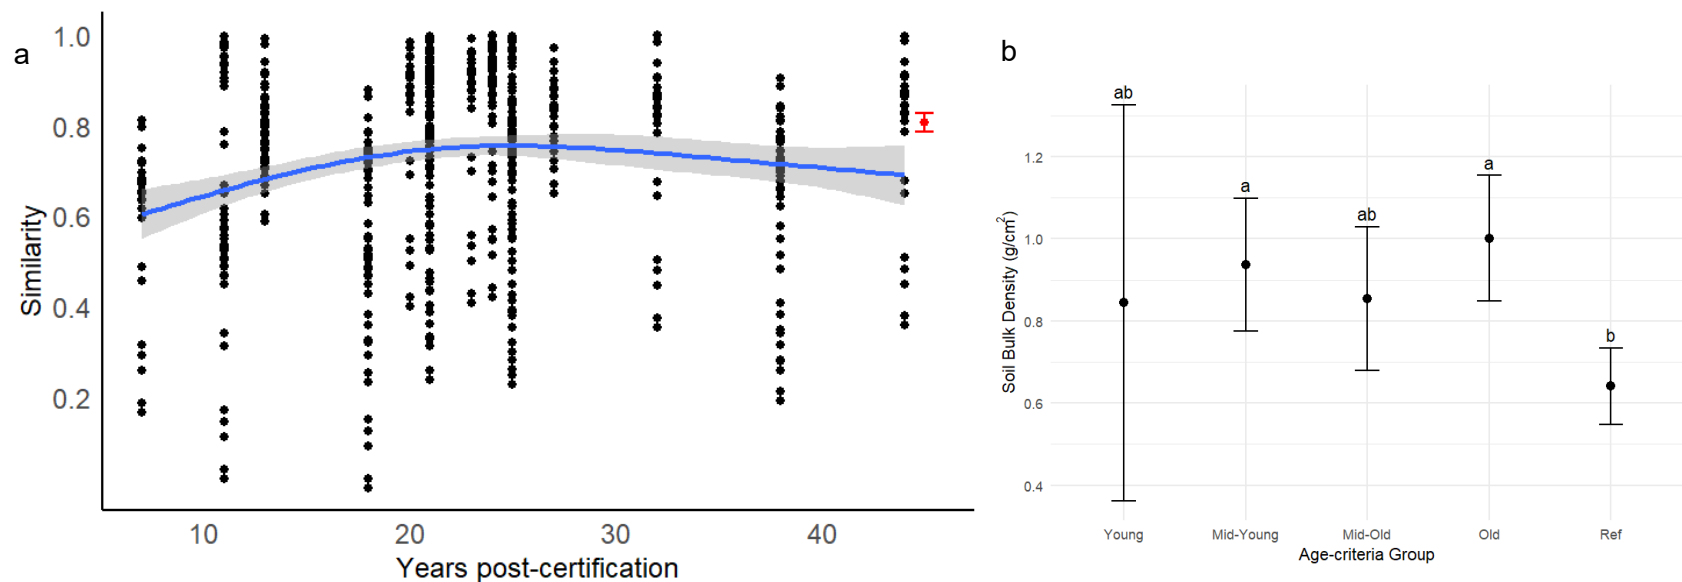 a
1.0
0.8
0.6
0.4
0.2
Similarity
10 20 30 40
Years post-certification
b
ab a ab a b
1.2
1.0
0.8
0.6
0.4
Soil Bulk Density (g/cm²)
Young Mid-Young Mid-Old Old Ref
Age-criteria Group